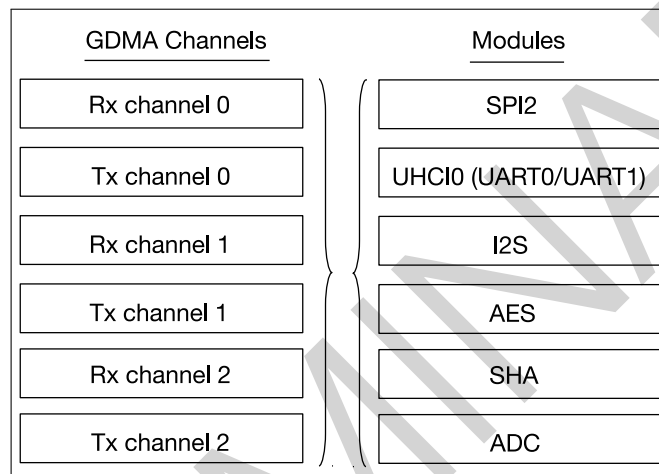 GDMA Channels
Modules
Rx channel 0
SPI2
Tx channel 0
UHCI0 (UART0/UART1)
Rx channel 1
I2S
Tx channel 1
AES
Rx channel 2
SHA
Tx channel 2
ADC